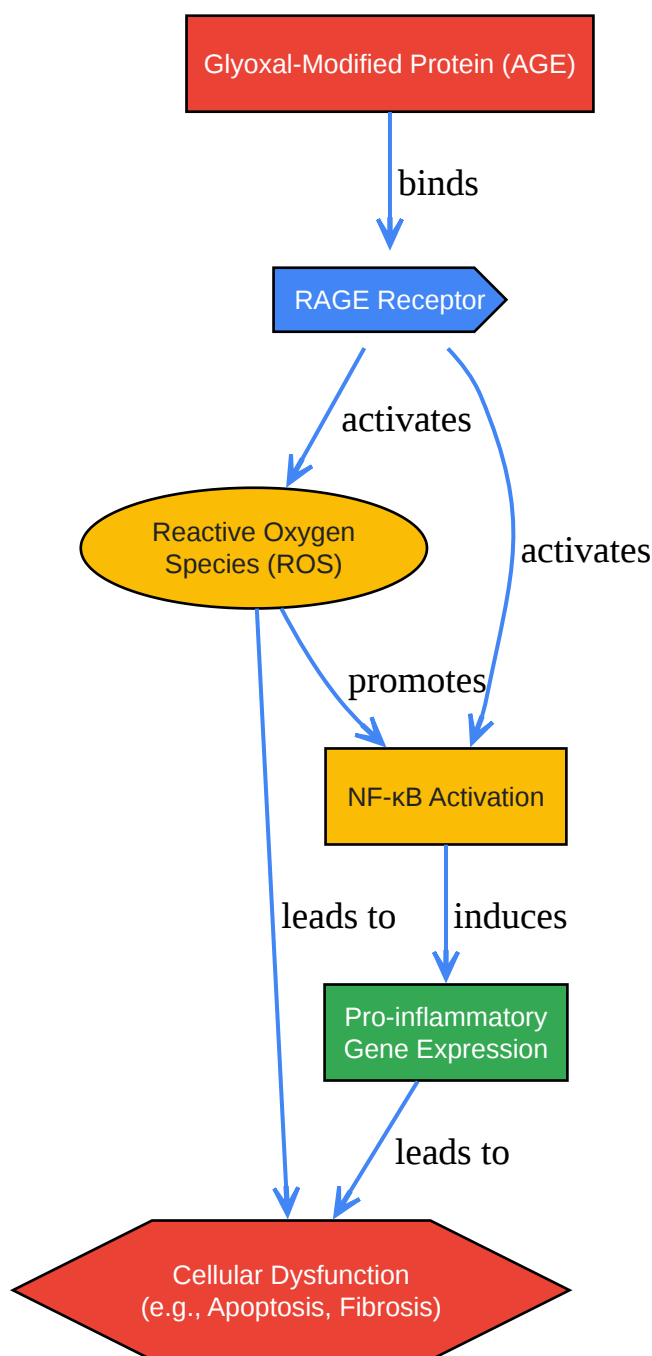 Glyoxal-Modified Protein (AGE)
binds
RAGE Receptor
activates
Reactive Oxygen
Species (ROS)
activates
promotes
NF-κB Activation
leads to
induces
Pro-inflammatory
Gene Expression
leads to
Cellular Dysfunction
(e.g., Apoptosis, Fibrosis)